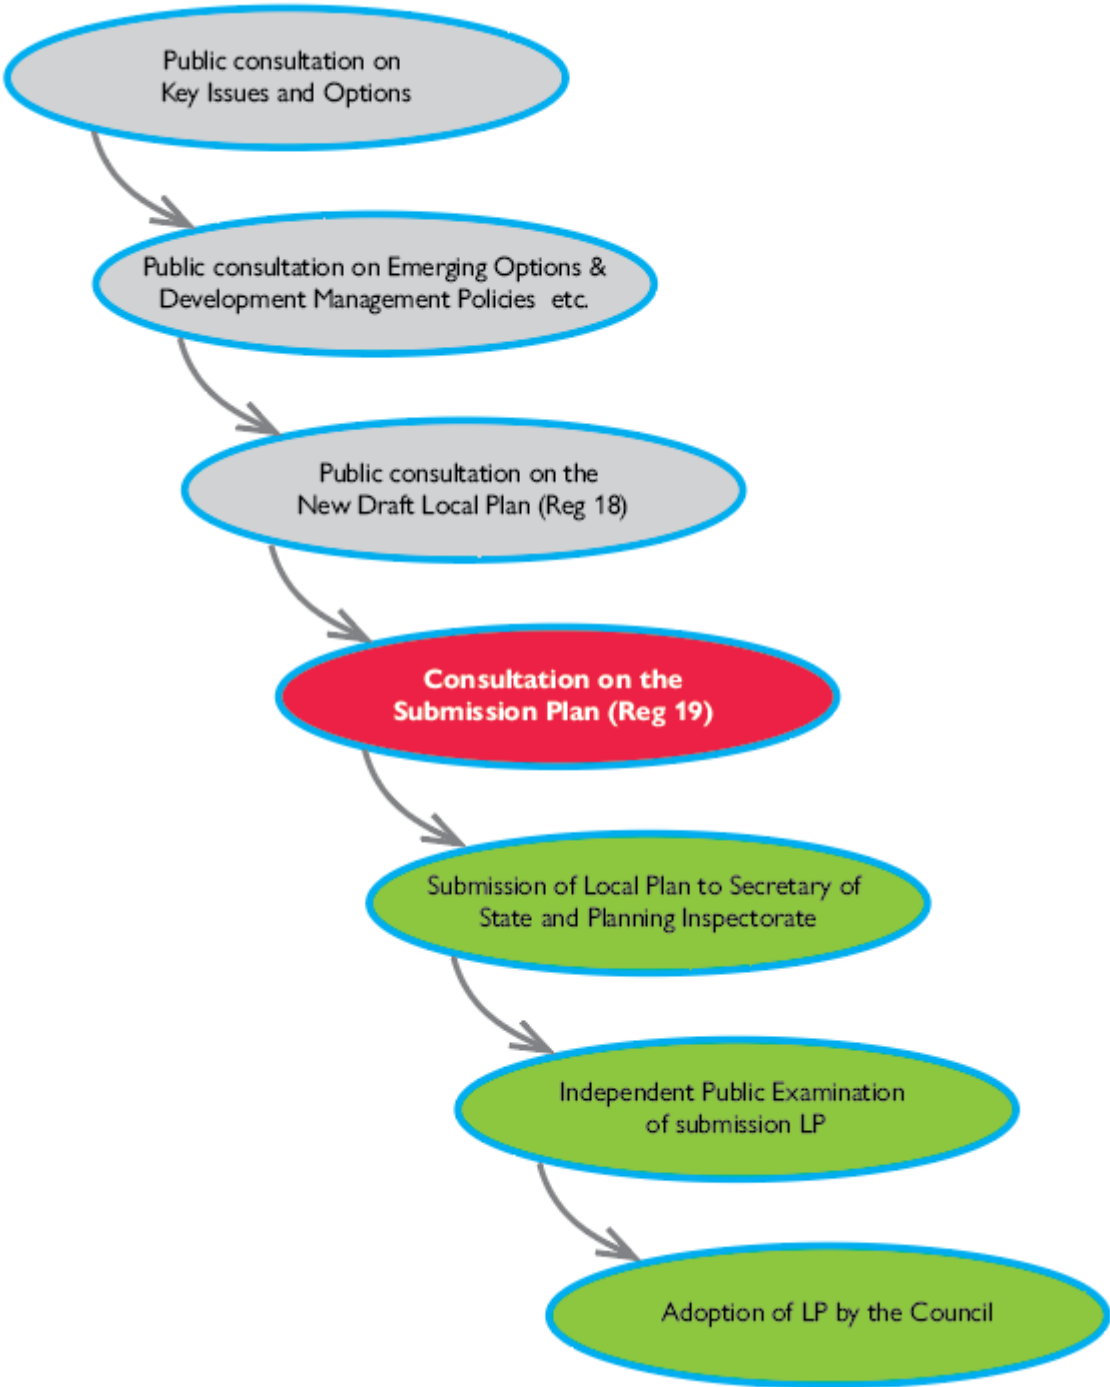 Public consultation on
Key Issues and Options
Public consultation on Emerging Options &
Development Management Policies etc.
Public consultation on the
New Draft Local Plan (Reg 18)
Consultation on the
Submission Plan (Reg 19)
Submission of Local Plan to Secretary of
State and Planning Inspectorate
Independent Public Examination
of submission LP
Adoption of LP by the Council